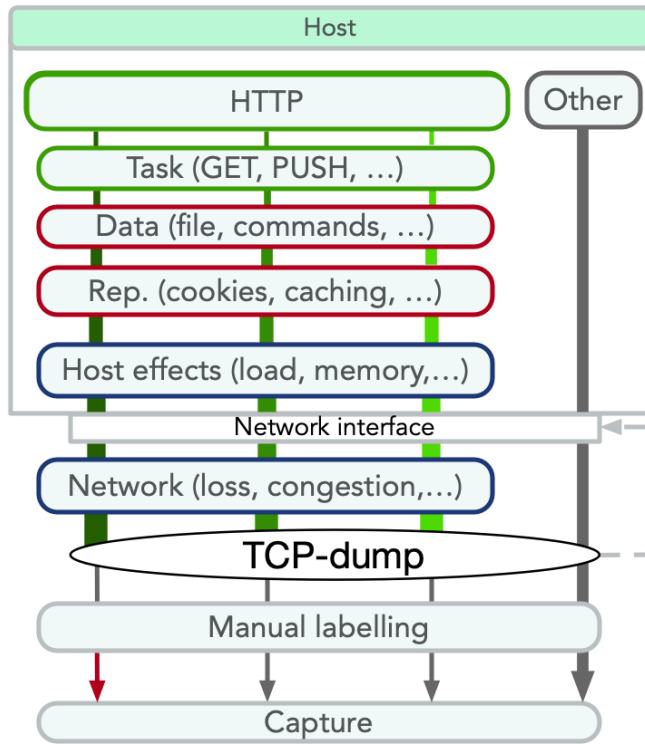 Host
HTTP
Other
Task (GET, PUSH, ...)
Data (file, commands, ...)
Rep. (cookies, caching, ...)
Host effects (load, memory,...)
Network interface
Network (loss, congestion,...)
TCP-dump
Manual labelling
Capture